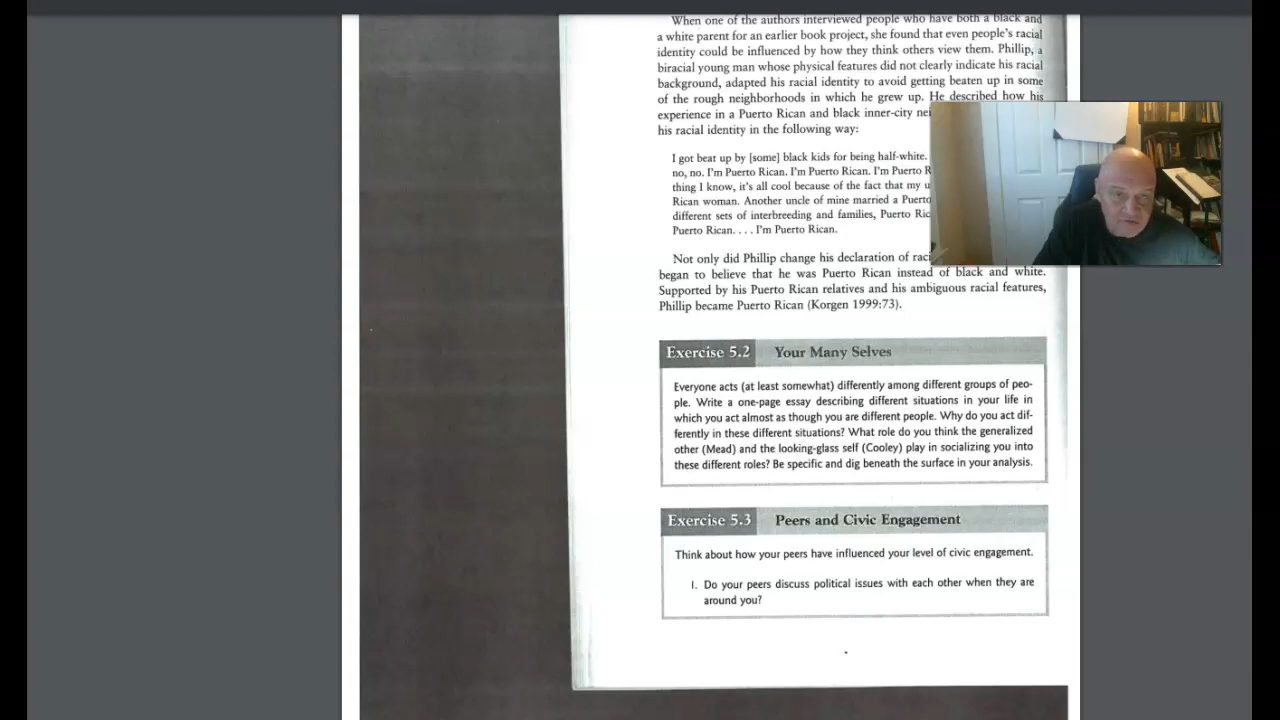 When one of the authors interviewed people who have both a black and
a white parent for an earlier book project, she found that even people's racial
identity could be influenced by how they think others view them. Phillip, a
biracial young man whose physical features did not clearly indicate his racial
background, adapted his racial identity to avoid getting beaten up in some
of the rough neighborhoods in which he grew up. He described how his
experience in a Puerto Rican and black inner-city
his racial identity in the following way:
I got beat up by [some] black kids for being half-white.
no, no. I'm Puerto Rican. I'm Puerto Rican. I'm Puerto
thing I know, it's all cool because of the fact that my
Rican woman. Another uncle of mine married a
different sets of interbreeding and families, Puerto
Puerto Rican. . . . I'm Puerto Rican.
Not only did Phillip change his declaration of
began to believe that he was Puerto Rican instead of black and white.
Supported by his Puerto Rican relatives and his ambiguous racial features,
Phillip became Puerto Rican (Korgen 1999:73).
Exercise 5.2 Your Many Selves
Everyone acts (at least somewhat) differently among different groups of peo-
ple. Write a one-page essay describing different situations in your life in
which you act almost as though you are different people. Why do you act dif-
ferently in these different situations? What role do you think the generalized
other (Mead) and the looking-glass self (Cooley) play in socializing you into
these different roles? Be specific and dig beneath the surface in your analysis.
Exercise 5.3 Peers and Civic Engagement
Think about how your peers have influenced your level of civic engagement.
1. Do your peers discuss political issues with each other when they are
around you?